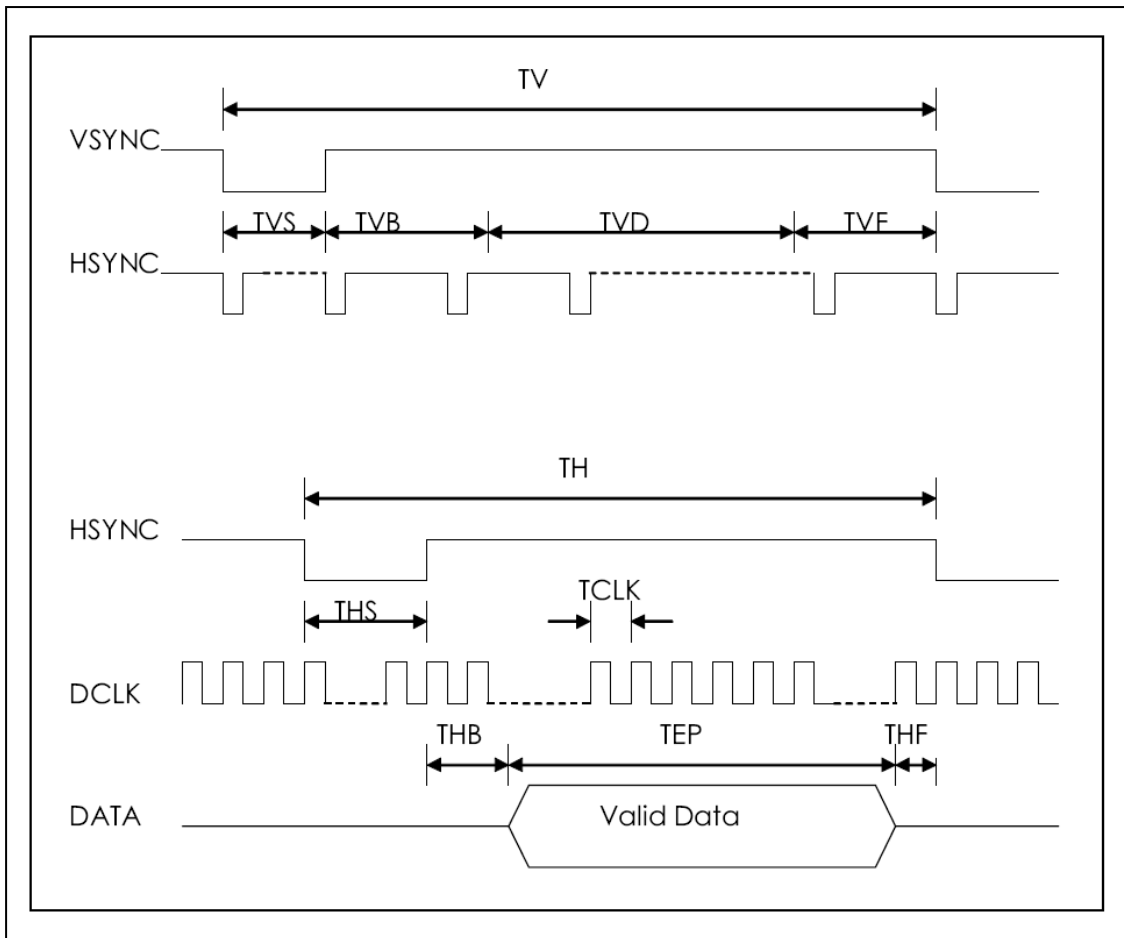 TV
VSYNC
TVS TVB TVD TVF
HSYNC
TH
HSYNC
TCLK
THS
DCLK
THB TEP THF
DATA Valid Data